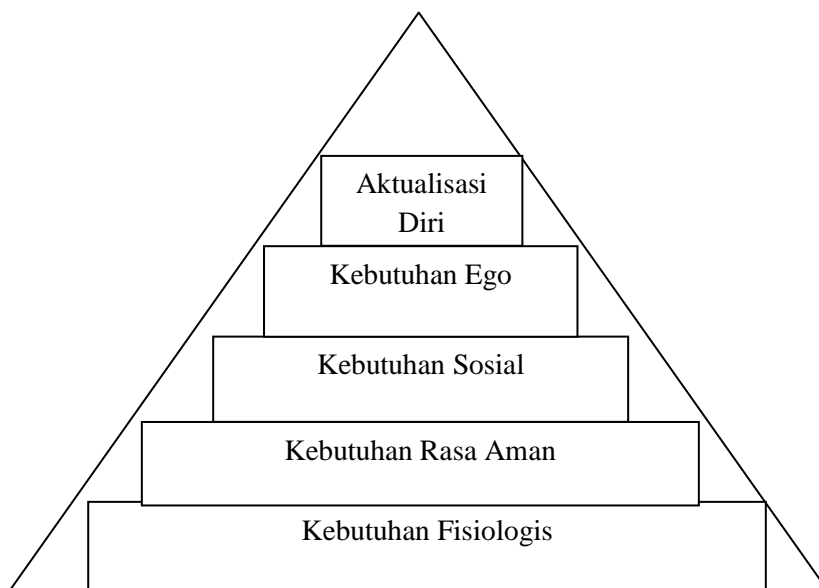 Aktualisasi
Diri
Kebutuhan Ego
Kebutuhan Sosial
Kebutuhan Rasa Aman
Kebutuhan Fisiologis